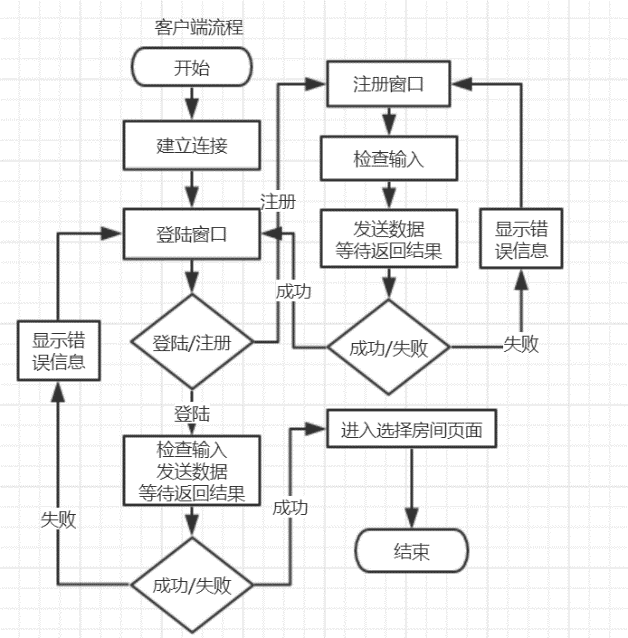 客户端流程
开始
建立连接
登陆窗口
登陆/注册
注册
登陆
检查输入
发送数据
等待返回结果
成功/失败
失败
显示错
误信息
成功
进入选择房间页面
结束
注册窗口
检查输入
发送数据
等待返回结果
成功/失败
成功
失败
显示错
误信息